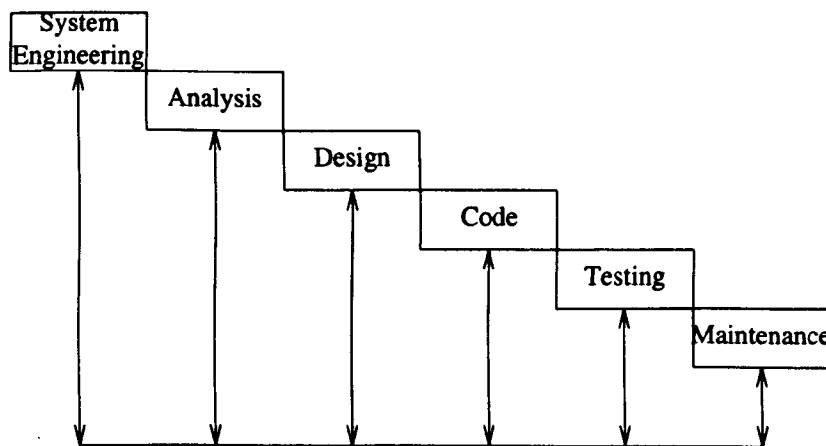 System
Engineering
Analysis
Design
Code
Testing
Maintenance